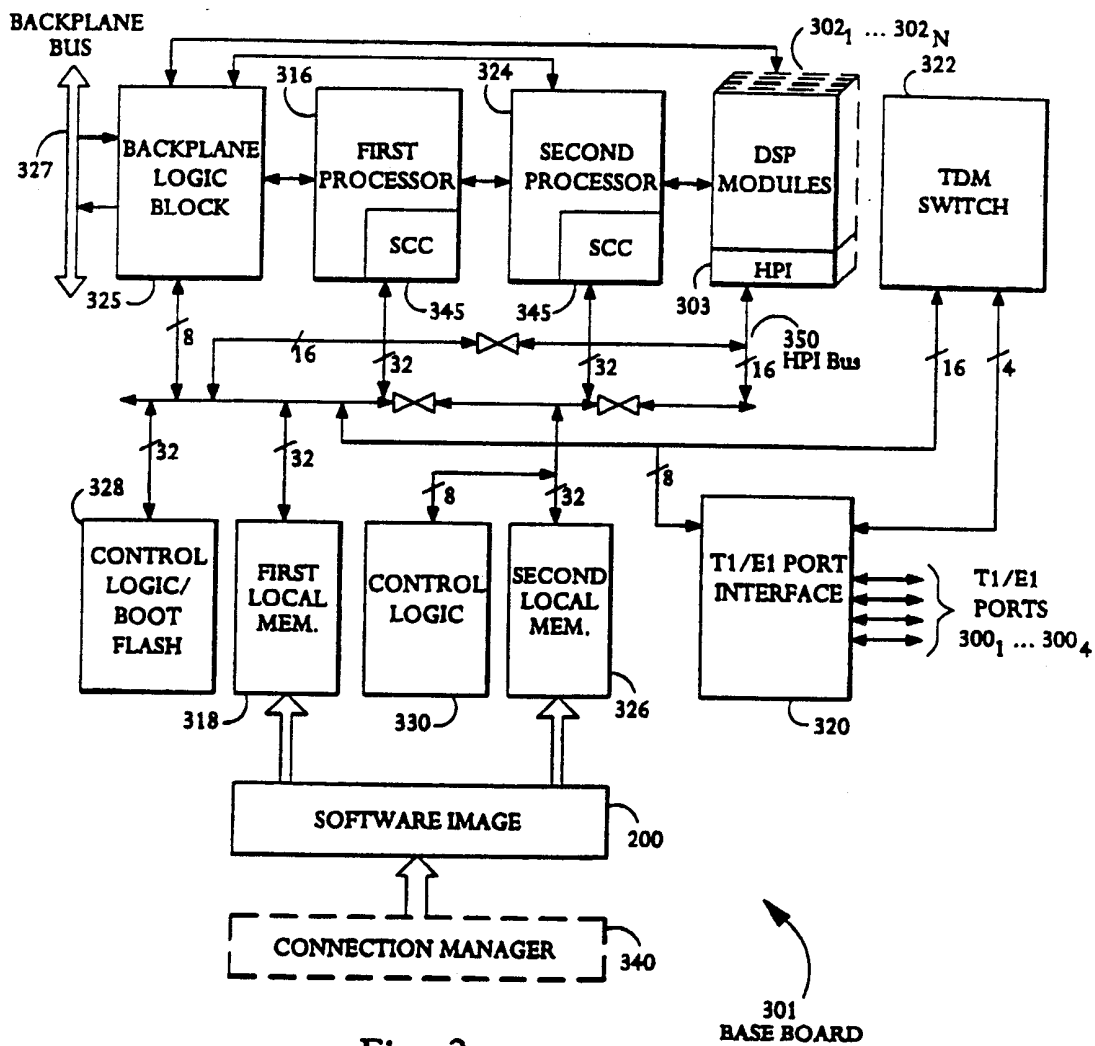 BACKPLANE
BUS
327
BACKPLANE
LOGIC
BLOCK
325
316
FIRST
PROCESSOR
SCC
345
324
SECOND
PROCESSOR
SCC
345
302₁ ... 302N
DSP
MODULES
HPI
303
322
TDM
SWITCH
8
16
32
32
350
HPI Bus
16
16
4
32
32
8
32
8
328
CONTROL
LOGIC/
BOOT
FLASH
FIRST
LOCAL
MEM.
318
CONTROL
LOGIC
330
SECOND
LOCAL
MEM.
326
T1/E1 PORT
INTERFACE
320
T1/E1
PORTS
300₁ ... 300₄
SOFTWARE IMAGE
200
CONNECTION MANAGER
340
301
BASE BOARD